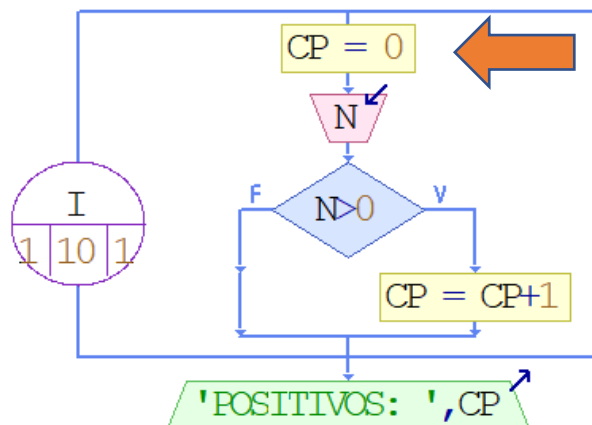 CP = 0
N
F
N>0
V
I
1 10 1
CP = CP+1
'POSITIVOS: ',CP